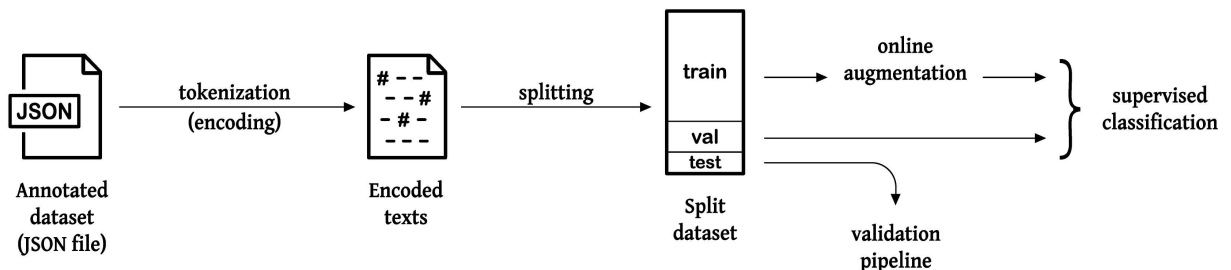 JSON
Annotated
dataset
(JSON file)
tokenization
(encoding)
# - -
- - #
- # -
- - - -
Encoded
texts
splitting
train
val
test
Split
dataset
online
augmentation
validation
pipeline
supervised
classification